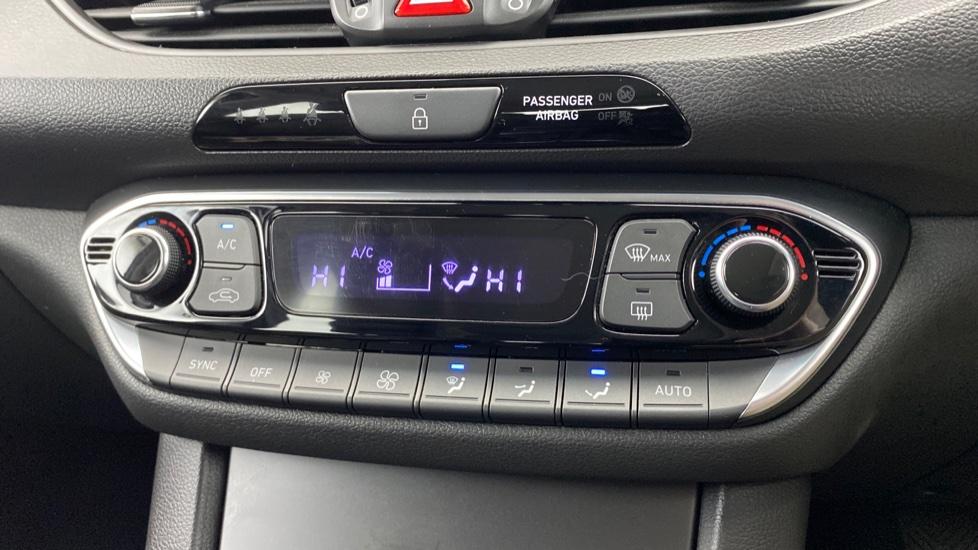 PASSENGER ON
AIRBAG OFF
A/C
A/C
HI HI
MAX
SYNC OFF AUTO